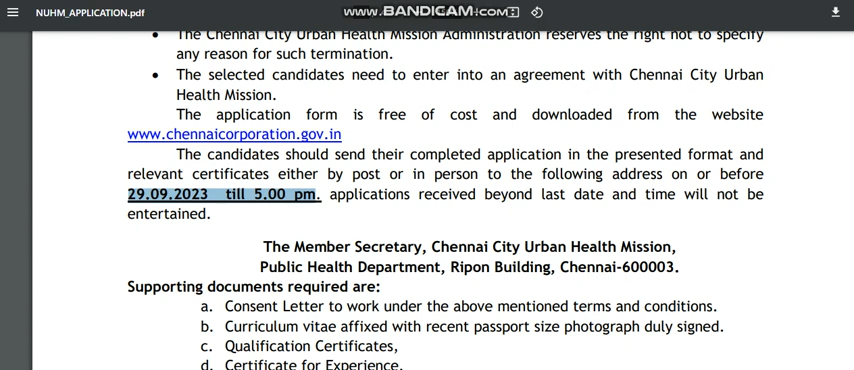 NUHM_APPLICATION.pdf
WWW.BANDICAM.COM
• The Chennai City Urban Health Mission Administration reserves the right not to specify
any reason for such termination.
• The selected candidates need to enter into an agreement with Chennai City Urban
Health Mission.
The application form is free of cost and downloaded from the website
www.chennaicorporation.gov.in
The candidates should send their completed application in the presented format and
relevant certificates either by post or in person to the following address on or before
29.09.2023 till 5.00 pm. applications received beyond last date and time will not be
entertained.
The Member Secretary, Chennai City Urban Health Mission,
Public Health Department, Ripon Building, Chennai-600003.
Supporting documents required are:
a. Consent Letter to work under the above mentioned terms and conditions.
b. Curriculum vitae affixed with recent passport size photograph duly signed.
c. Qualification Certificates,
d. Certificate for Experience.